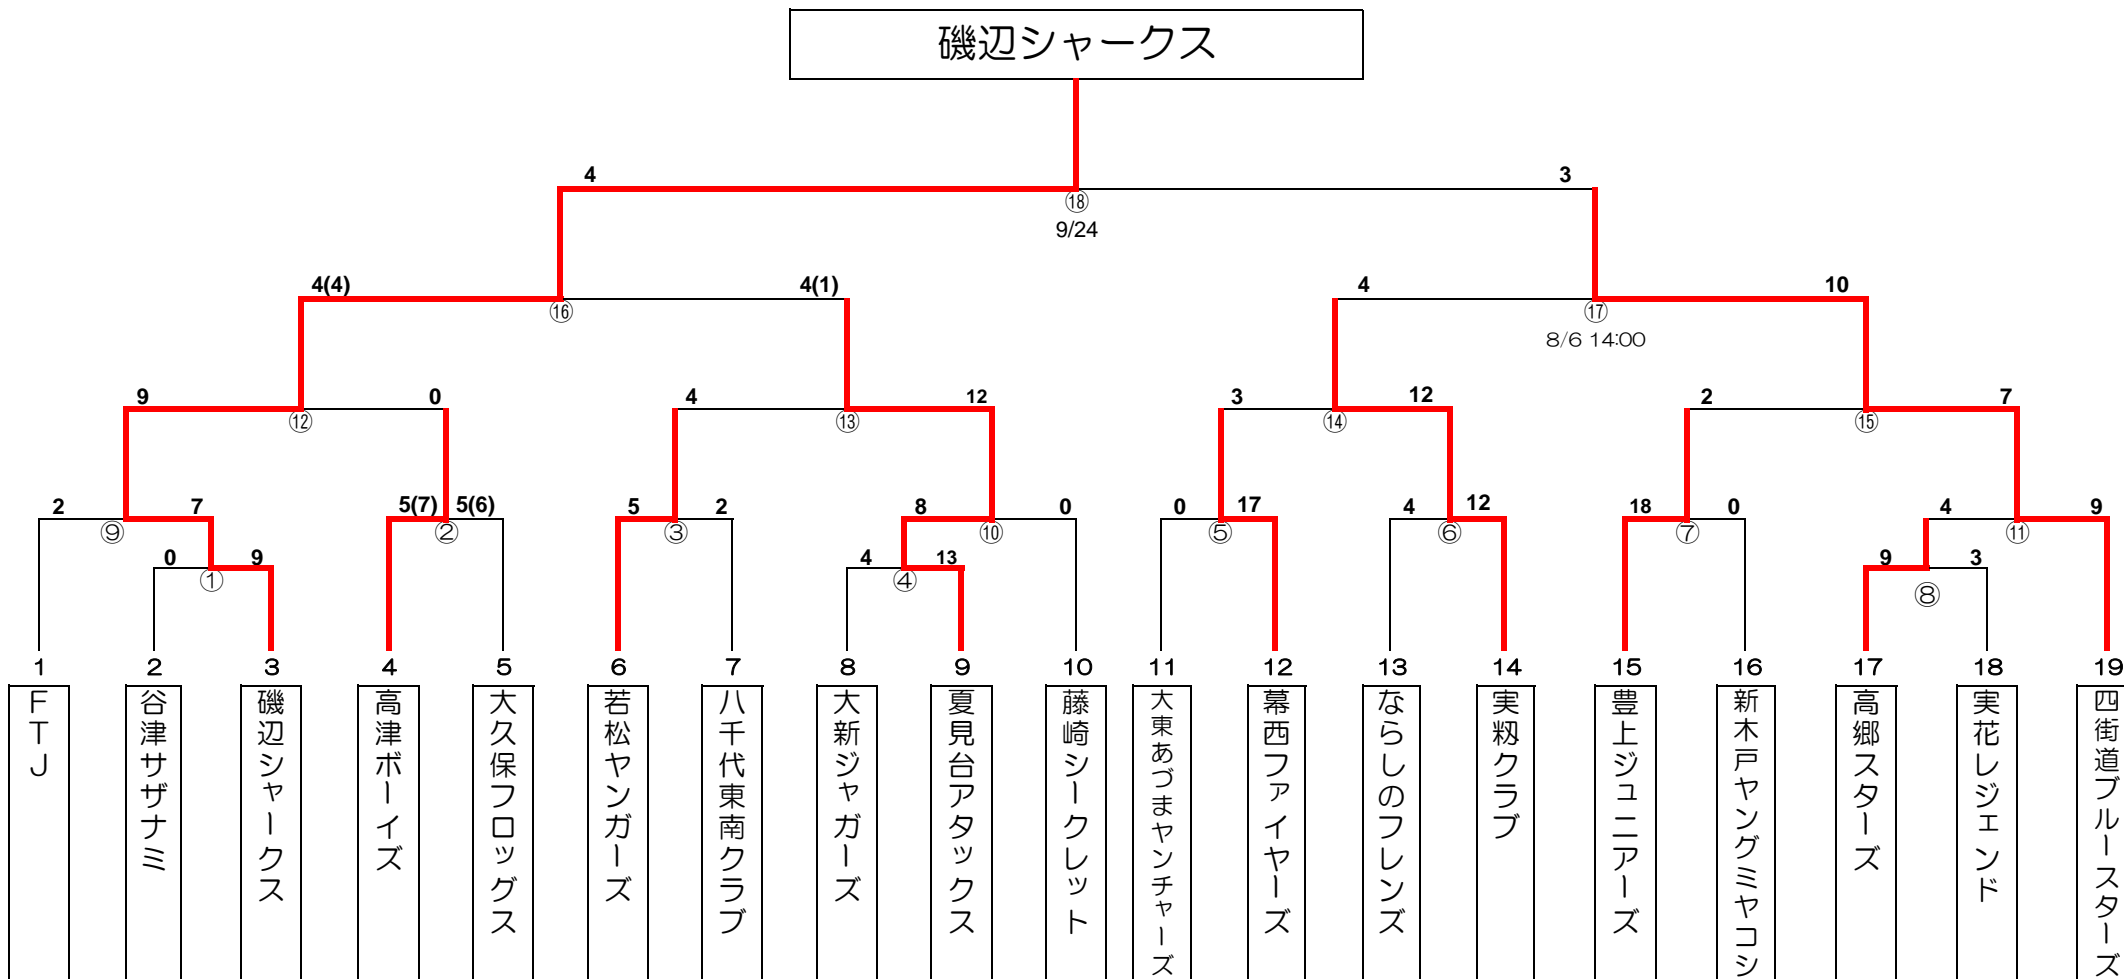 磯辺シャークス
4 3
⑱
9/24
4(4) 4(1) 4 10
⑯ ⑰
8/6 14:00
9 0 4 12 3 12 2 7
⑫ ⑬ ⑭ ⑮
2 7 5(7) 5(6) 5 2 8 0 0 17 4 12 18 0 4 9
⑨ ② ③ ⑩ ⑤ ⑥ ⑦ ⑪
0 9 4 13 9 3
① ④ ⑧
1 2 3 4 5 6 7 8 9 10 11 12 13 14 15 16 17 18 19
FTJ
谷津サザナミ
磯辺シャークス
高津ボーイズ
大久保フロッグス
若松ヤンガーズ
八千代東南クラブ
大新ジャガーズ
夏見台アタックス
藤崎シークレット
大東あづまヤンチャーズ
幕西ファイヤーズ
ならしのフレンズ
実籾クラブ
豊上ジュニアーズ
新木戸ヤングミヤコシ
高郷スターズ
実花レジェンド
四街道ブルースターズ